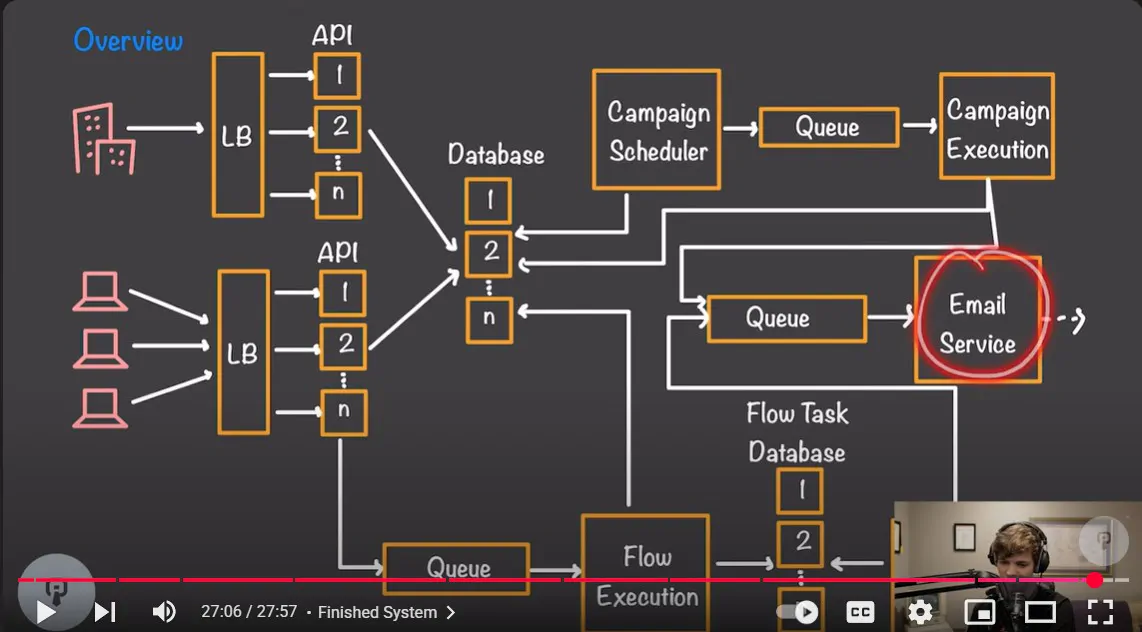 Overview
API
1
LB
2
n
Database
1
2
n
Campaign
Scheduler
Queue
Campaign
Execution
API
1
LB
2
n
Queue
Email
Service
Flow Task
Database
1
2
Queue
Flow
Execution
27:06 / 27:57 • Finished System
CC